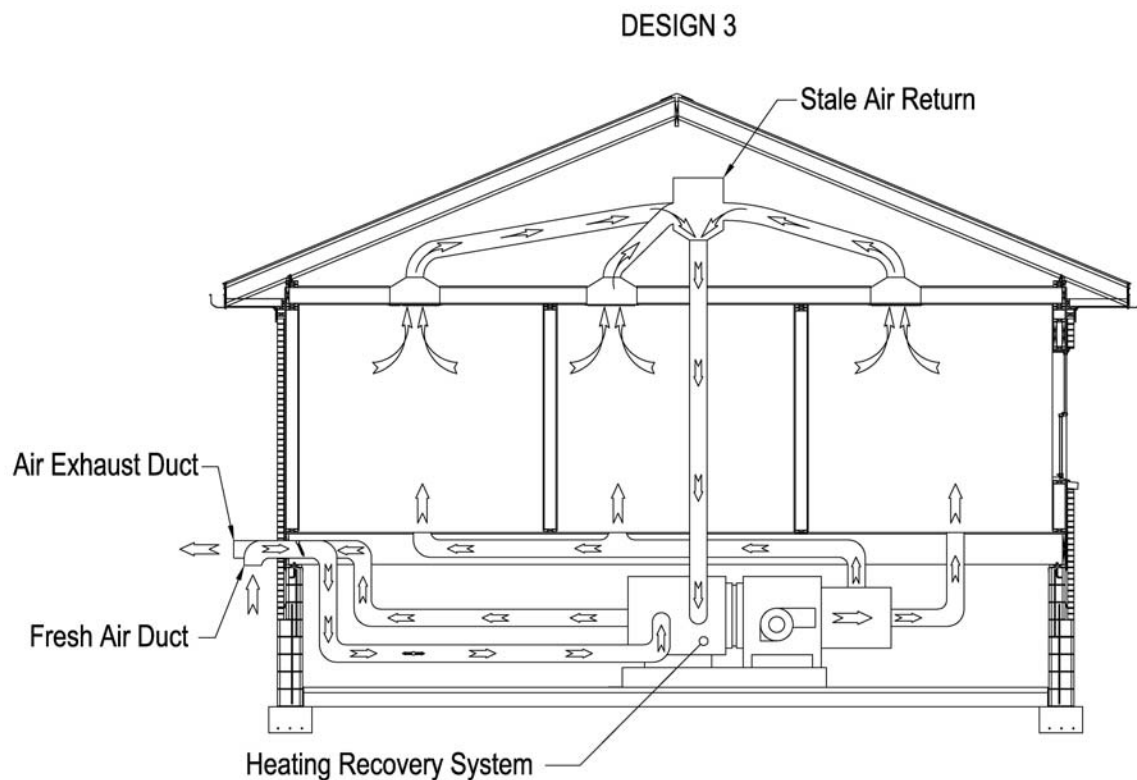 DESIGN 3
Stale Air Return
Air Exhaust Duct
Fresh Air Duct
Heating Recovery System